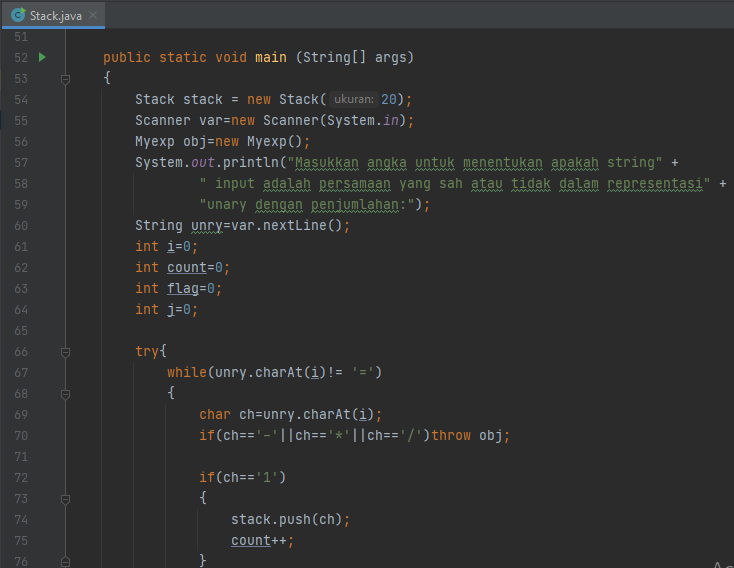 Stack.java
51
52 public static void main (String[] args)
53 {
54 Stack stack = new Stack( ukuran: 20);
55 Scanner var=new Scanner(System.in);
56 Myexp obj=new Myexp();
57 System.out.println("Masukkan angka untuk menentukan apakah string" +
58 " input adalah persamaan yang sah atau tidak dalam representasi" +
59 "unary dengan penjumlahan:");
60 String unry=var.nextLine();
61 int i=0;
62 int count=0;
63 int flag=0;
64 int j=0;
65
66 try{
67 while(unry.charAt(i)!= '=')
68 {
69 char ch=unry.charAt(i);
70 if(ch=='-'||ch=='*'||ch=='/')throw obj;
71
72 if(ch=='1')
73 {
74 stack.push(ch);
75 count++;
76 }